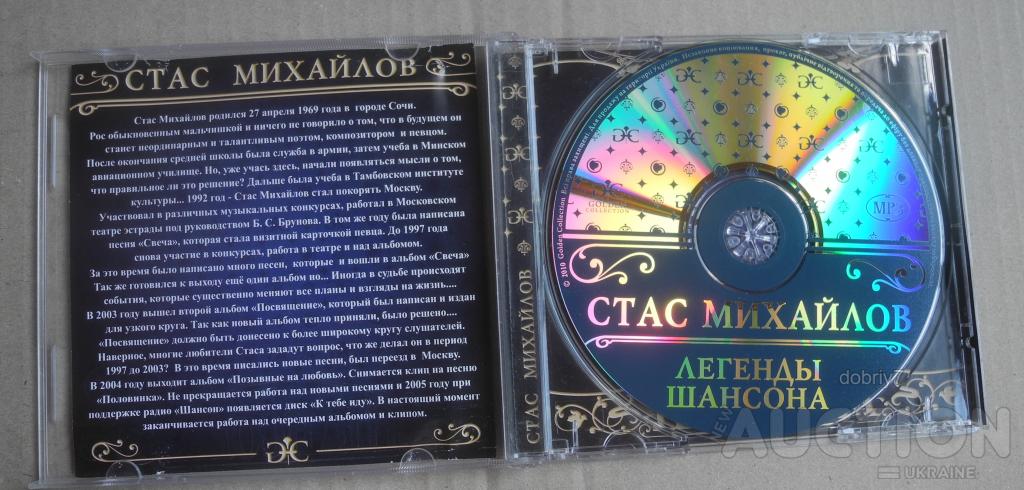 СТАС МИХАЙЛОВ
Стас Михайлов родился 27 апреля 1969 года в городе Сочи.
Рос обыкновенным мальчишкой и ничего не говорило о том, что в будущем он
станет неординарным и талантливым поэтом, композитором и певцом.
После окончания средней школы была служба в армии, затем учеба в Минском
авиационном училище. Но, уже учась здесь, начали появляться мысли о том,
что правильное ли это решение? Дальше была учеба в Тамбовском институте
культуры... 1992 год - Стас Михайлов стал покорять Москву.
Участвовал в различных музыкальных конкурсах, работал в Московском
театре эстрады под руководством Б. С. Брунова. В том же году была написана
песня «Свеча», которая стала визитной карточкой певца. До 1997 года
снова участие в конкурсах, работа в театре и над альбомом.
За это время было написано много песен, которые и вошли в альбом «Свеча»
Так же готовился к выходу ещё один альбом но... Иногда в судьбе происходят
события, которые существенно меняют все планы и взгляды на жизнь....
В 2003 году вышел второй альбом «Посвящение», который был написан и издан
для узкого круга. Так как новый альбом тепло приняли, было решено....
«Посвящение» должно быть донесено к более широкому кругу слушателей.
Наверное, многие любители Стаса зададут вопрос, что же делал он в период
1997 до 2003? В это время писались новые песни, был переезд в Москву.
В 2004 году выходит альбом «Позывные на любовь». Снимается клип на песню
«Половинка». Не прекращается работа над новыми песнями и 2005 году при
поддержке радио «Шансон» появляется диск «К тебе иду». В настоящий момент
заканчивается работа над очередным альбомом и клипом.
СТАС МИХАЙЛОВ
© 2010 Golden Collection
GOLDEN
COLLECTION
MP3
СТАС МИХАЙЛОВ
ЛЕГЕНДЫ
ШАНСОНА
dobriy7
NEW
AUCTION
UKRAINE